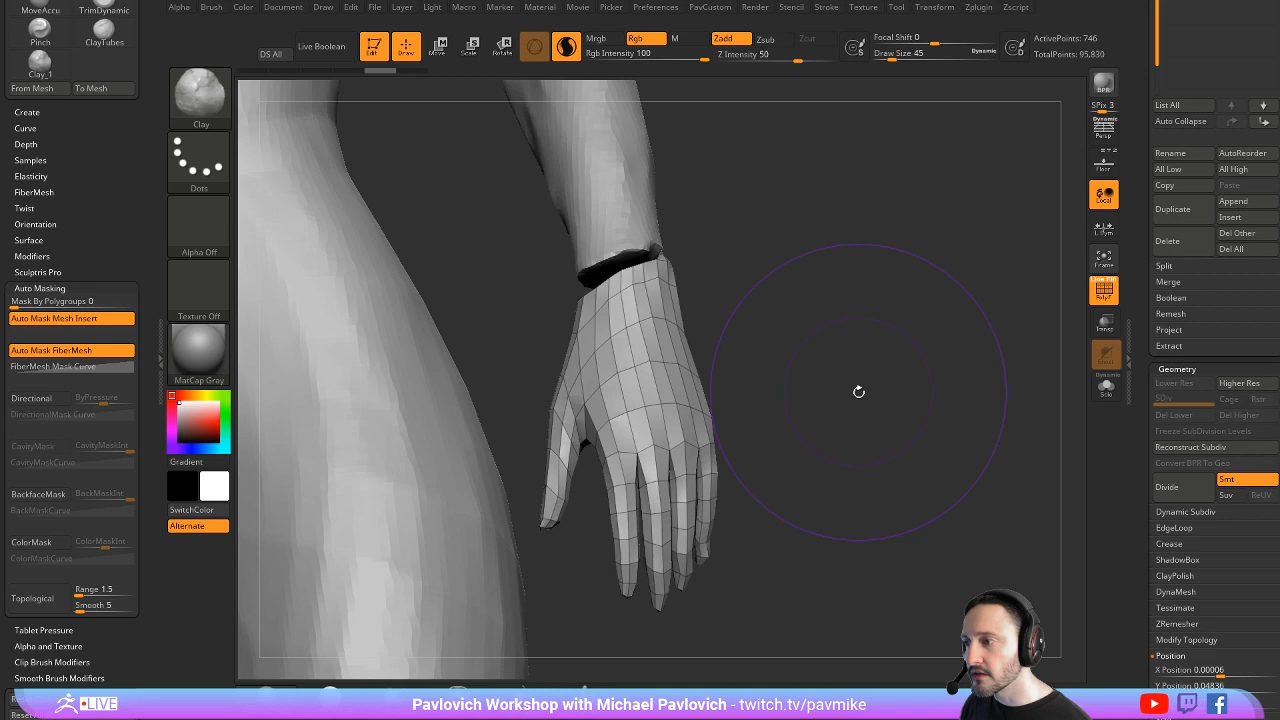 Alpha Brush Color Document Draw Edit File Layer Light Macro Marker Material Movie Picker PavCustom Preferences Render Stencil Stroke Texture Tool Transform Zplugin Zscript
MoveAccu TrimDynamic
Pinch ClayTubes
Clay_1
From Mesh To Mesh
Create
Curve
Depth
Samples
Elasticity
FiberMesh
Twist
Orientation
Surface
Modifiers
Sculptris Pro
Auto Masking
Mask By Polygroups 0
Auto Mask Mesh Insert
Auto Mask FiberMesh
FiberMesh Mask Curve
Directional ByPressure
DirectionalMask Curve
CavityMask CavityMaskInt
CavityMaskCurve
BackfaceMask BackMaskInt
BackMaskCurve
ColorMask ColorMaskInt
ColorMaskCurve
Topological Range 1.5
Smooth 5
Tablet Pressure
Alpha and Texture
Clip Brush Modifiers
Smooth Brush Modifiers
DS All Live Boolean
Edit Draw Move Scale Rotate
Mrgb Rgb M
Rgb Intensity 100
Zadd Zsub Zcut
Z Intensity 50
Focal Shift 0
Draw Size 45 Dynamic
ActivePoints: 746
TotalPoints: 95,830
Clay
Dots
Alpha Off
Texture Off
MatCap Gray
Gradient
SwitchColor
Alternate
BPR
SPix 3
Dynamic
Persp
Floor
Local
L.Sym
Frame
Line Fill
PolyF
Transp
Ghost
Dynamic
Solo
List All
Auto Collapse
Rename AutoReorder
All Low All High
Copy Paste
Duplicate Append
Insert
Delete Del Other
Del All
Split
Merge
Boolean
Remesh
Project
Extract
Geometry
Lower Res Higher Res
SDiv Cage Rstr
Del Lower Del Higher
Freeze SubDivision Levels
Reconstruct Subdiv
Convert BPR To Geo
Divide Smt
Suv ReUV
Dynamic Subdiv
EdgeLoop
Crease
ShadowBox
ClayPolish
DynaMesh
Tessimate
ZRemesher
Modify Topology
Position
X Position 0.00006
Y Position 0.04836
LIVE
Pavlovich Workshop with Michael Pavlovich - twitch.tv/pavmike